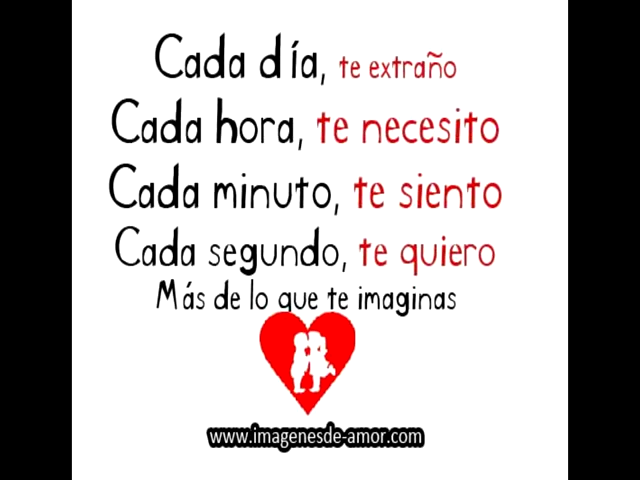 Cada día, te extraño
Cada hora, te necesito
Cada minuto, te siento
Cada segundo, te quiero
Más de lo que te imaginas
www.imagenesde-amor.com